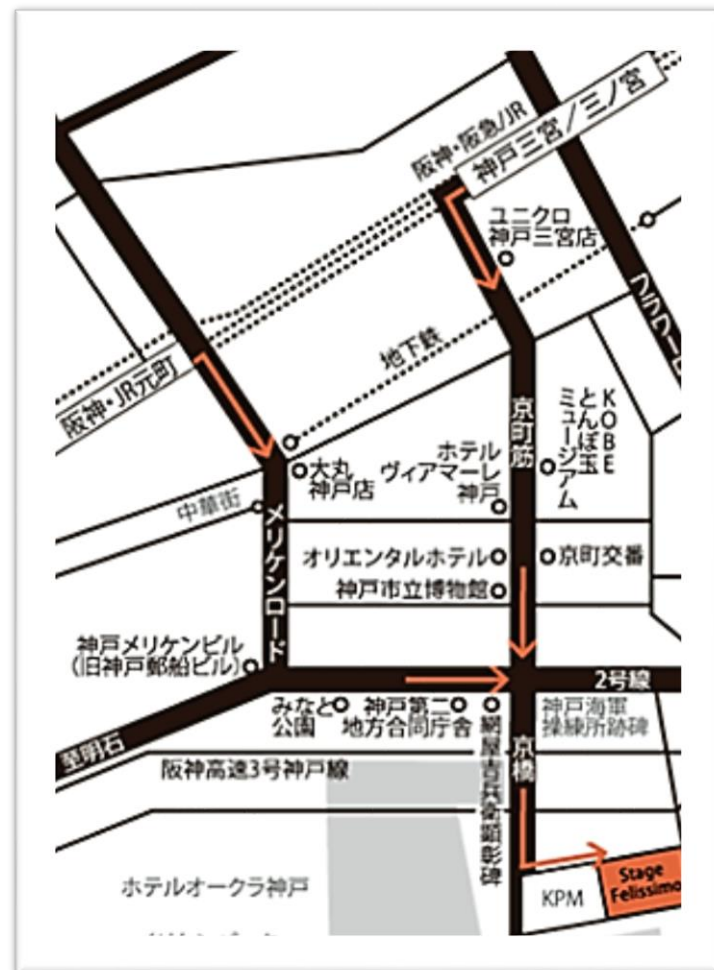 阪神・阪急/JR
神戸三宮／三ノ宮
ユニクロ
神戸三宮店
フラワー
地下鉄
阪神・JR元町
京町筋
KOBE
とんぼ玉
ミュージアム
ホテル
ヴィアマーレ
神戸
大丸
神戸店
中華街
メリケンロード
オリエンタルホテル
京町交番
神戸市立博物館
神戸メリケンビル
(旧神戸郵船ビル)
2号線
みなと
公園
神戸第二
地方合同庁舎
網屋吉兵衛顕彰碑
神戸海軍
操練所跡碑
京橋
至明石
阪神高速3号神戸線
ホテルオークラ神戸
KPM
Stage
Felissimo